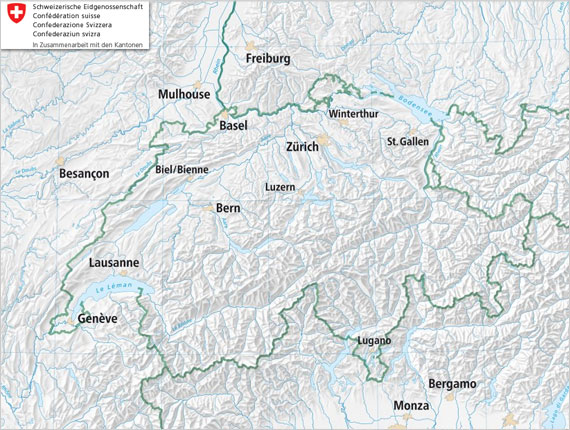 Schweizerische Eidgenossenschaft
Confédération suisse
Confederazione Svizzera
Confederaziun svizra
In Zusammenarbeit mit den Kantonen
Freiburg
Mulhouse
Bodensee
Basel
Winterthur
Zürich
St. Gallen
Besançon
Biel/Bienne
Luzern
Bern
Lausanne
Le Léman
Genève
Lugano
Bergamo
Monza